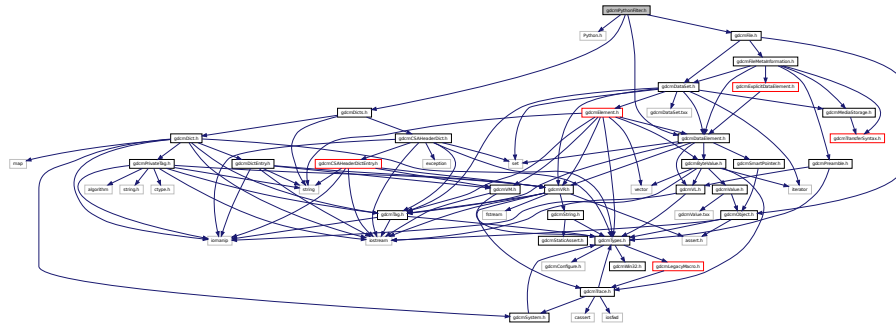 gdcmPythonFilter.h
Python.h
gdcmFile.h
gdcmFileMetaInformation.h
gdcmDataSet.h
gdcmExplicitDataElement.h
gdcmDicts.h
gdcmElement.h
gdcmDataSet.txx
gdcmMediaStorage.h
gdcmDict.h
gdcmCSAHeaderDict.h
gdcmDataElement.h
gdcmTransferSyntax.h
map
gdcmPrivateTag.h
gdcmDictEntry.h
gdcmCSAHeaderDictEntry.h
exception
set
gdcmByteValue.h
gdcmSmartPointer.h
gdcmPreamble.h
algorithm
string.h
ctype.h
string
gdcmVM.h
gdcmVR.h
vector
gdcmVL.h
gdcmValue.h
iterator
gdcmTag.h
fstream
gdcmString.h
gdcmValue.txx
gdcmObject.h
iomanip
iostream
gdcmStaticAssert.h
gdcmTypes.h
assert.h
gdcmConfigure.h
gdcmWin32.h
gdcmLegacyMacro.h
gdcmTrace.h
gdcmSystem.h
cassert
iosfwd